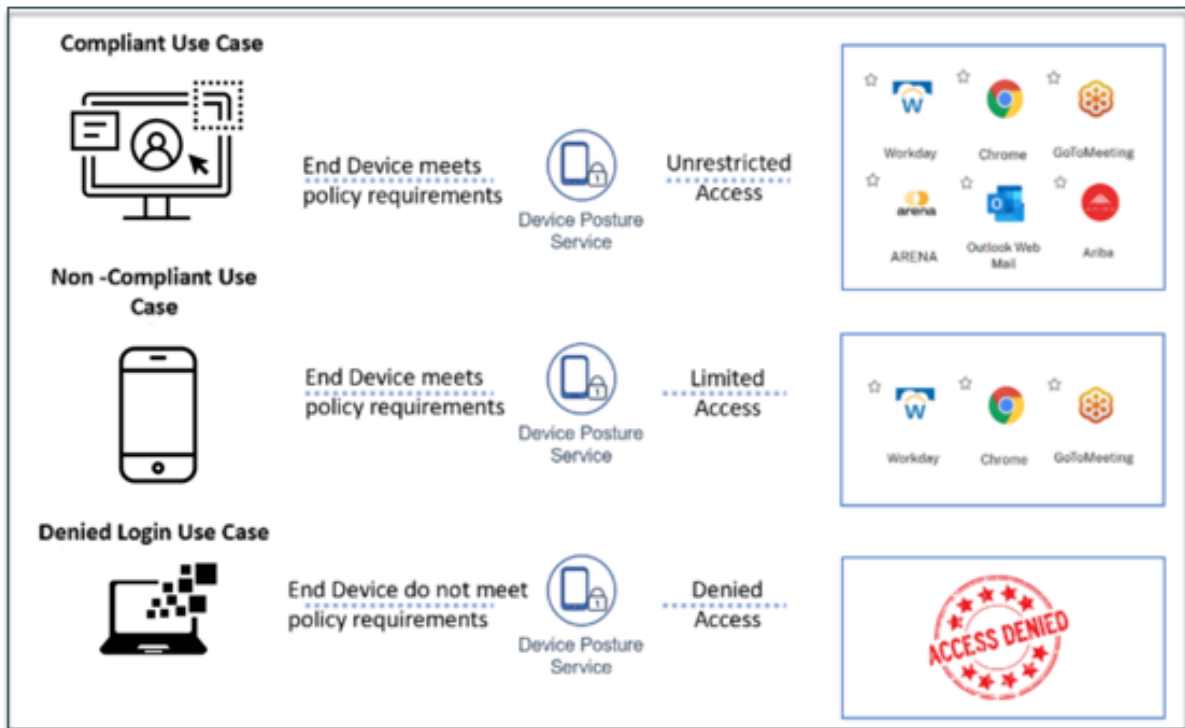 Compliant Use Case
End Device meets
policy requirements
Device Posture
Service
1
Unrestricted
Access
W
Workday
Chrome
GoToMeeting
arena
ARENA
O
Outlook Web
Mail
Ariba
Non -Compliant Use
Case
End Device meets
policy requirements
1
Device Posture
Service
Limited
Access
W
Workday
Chrome
GoToMeeting
Denied Login Use Case
End Device do not meet
policy requirements
1
Device Posture
Service
Denied
Access
ACCESS DENIED